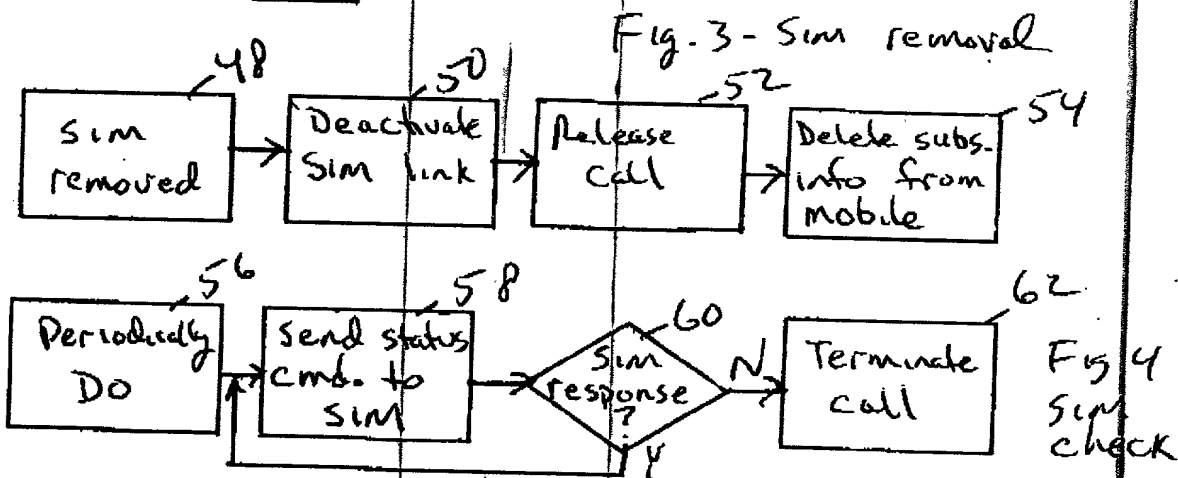 Fig. 3 - SIM removal
48
SIM
removed
50
Deactivate
SIM link
52
Release
call
54
Delete subs.
info from
mobile
56
Periodically
DO
58
Send status
cmd. to
SIM
60
SIM
response
?
N
Y
62
Terminate
call
Fig 4
SIM
check